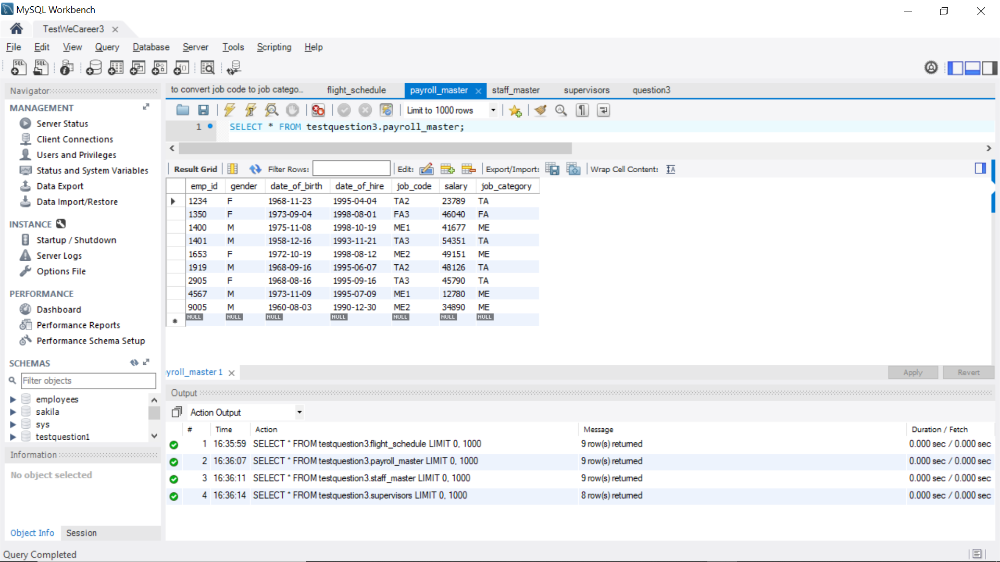 MySQL Workbench
TestWeCareer3
File Edit View Query Database Server Tools Scripting Help
Navigator
MANAGEMENT
Server Status
Client Connections
Users and Privileges
Status and System Variables
Data Export
Data Import/Restore
INSTANCE
Startup / Shutdown
Server Logs
Options File
PERFORMANCE
Dashboard
Performance Reports
Performance Schema Setup
SCHEMAS
Filter objects
employees
sakila
sys
testquestion1
Information
No object selected
Object Info Session
to convert job code to job catego... flight_schedule payroll_master staff_master supervisors question3
Limit to 1000 rows
1 SELECT * FROM testquestion3.payroll_master;
Result Grid Filter Rows: Edit: Export/Import: Wrap Cell Content:
emp_id gender date_of_birth date_of_hire job_code salary job_category
1234 F 1968-11-23 1995-04-04 TA2 23789 TA
1350 F 1973-09-04 1998-08-01 FA3 46040 FA
1400 M 1975-11-08 1998-10-19 ME1 41677 ME
1401 M 1958-12-16 1993-11-21 TA3 54351 TA
1653 F 1972-10-19 1998-08-12 ME2 49151 ME
1919 M 1968-09-16 1995-06-07 TA2 48126 TA
2905 F 1968-08-16 1995-09-16 TA3 45790 TA
4567 M 1973-11-09 1995-07-09 ME1 12780 ME
9005 M 1960-08-03 1990-12-30 ME2 34890 ME
NULL NULL NULL NULL NULL NULL NULL
yroll_master 1 Apply Revert
Output
Action Output
# Time Action Message Duration / Fetch
1 16:35:59 SELECT * FROM testquestion3.flight_schedule LIMIT 0, 1000 9 row(s) returned 0.000 sec / 0.000 sec
2 16:36:07 SELECT * FROM testquestion3.payroll_master LIMIT 0, 1000 9 row(s) returned 0.000 sec / 0.000 sec
3 16:36:11 SELECT * FROM testquestion3.staff_master LIMIT 0, 1000 9 row(s) returned 0.000 sec / 0.000 sec
4 16:36:14 SELECT * FROM testquestion3.supervisors LIMIT 0, 1000 8 row(s) returned 0.000 sec / 0.000 sec
Query Completed